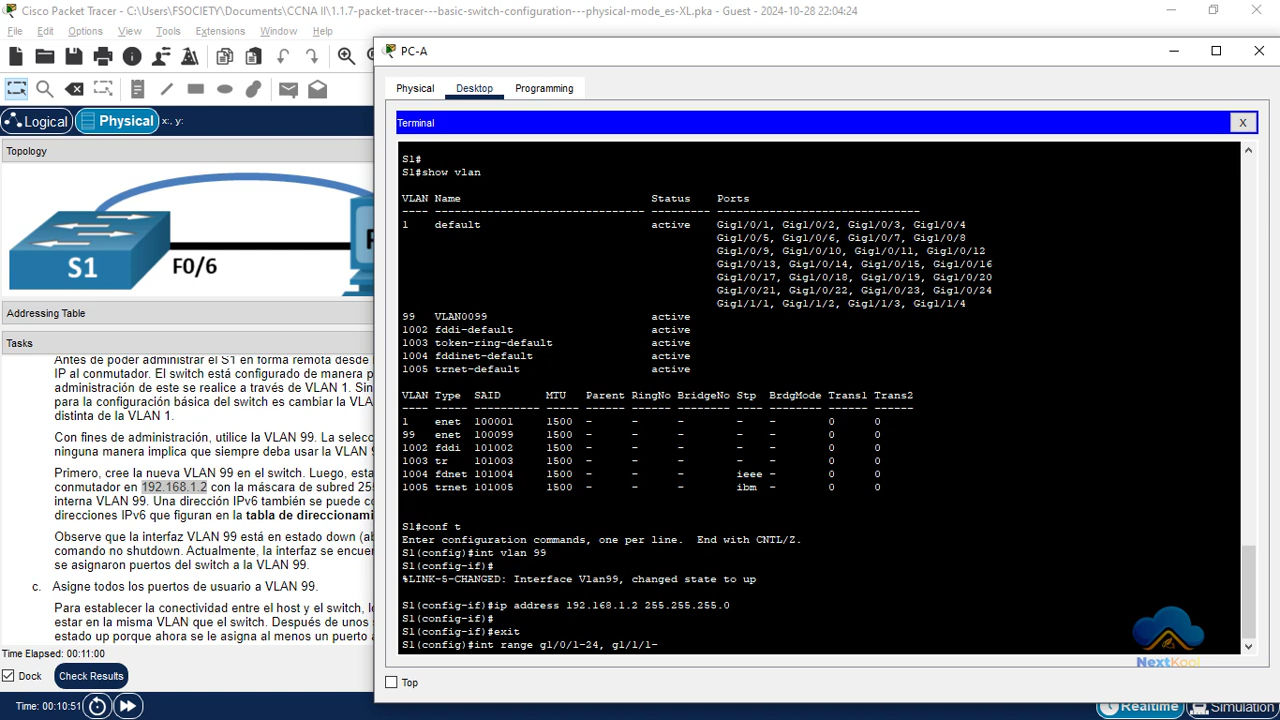 Cisco Packet Tracer - C:\Users\FSOCIETY\Documents\CCNA II\1.1.7-packet-tracer---basic-switch-configuration---physical-mode_es-XL.pka - Guest - 2024-10-28 22:04:24
File Edit Options View Tools Extensions Window Help
PC-A
Physical Desktop Programming
Logical Physical x:, y:
Terminal X
Topology
S1 F0/6
Addressing Table
Tasks
Antes de poder administrar el S1 en forma remota desde
IP al conmutador. El switch está configurado de manera p
administración de este se realice a través de VLAN 1. Sin
para la configuración básica del switch es cambiar la VL
distinta de la VLAN 1.
Con fines de administración, utilice la VLAN 99. La selecc
ninguna manera implica que siempre deba usar la VLAN
Primero, cree la nueva VLAN 99 en el switch. Luego, esta
conmutador en 192.168.1.2 con la máscara de subred 25
interna VLAN 99. Una dirección IPv6 también se puede co
direcciones IPv6 que figuran en la tabla de direccionami
Observe que la interfaz VLAN 99 está en estado down (ab
comando no shutdown. Actualmente, la interfaz se encuen
se asignaron puertos del switch a la VLAN 99.
c. Asigne todos los puertos de usuario a VLAN 99.
Para establecer la conectividad entre el host y el switch, lo
estar en la misma VLAN que el switch. Después de unos
estado up porque ahora se le asigna al menos un puerto a
Time Elapsed: 00:11:00
Dock Check Results
Time: 00:10:51
S1#
S1#show vlan
VLAN Name Status Ports
---- -------------------------------- --------- -------------------------------
1 default active Gig1/0/1, Gig1/0/2, Gig1/0/3, Gig1/0/4
Gig1/0/5, Gig1/0/6, Gig1/0/7, Gig1/0/8
Gig1/0/9, Gig1/0/10, Gig1/0/11, Gig1/0/12
Gig1/0/13, Gig1/0/14, Gig1/0/15, Gig1/0/16
Gig1/0/17, Gig1/0/18, Gig1/0/19, Gig1/0/20
Gig1/0/21, Gig1/0/22, Gig1/0/23, Gig1/0/24
Gig1/1/1, Gig1/1/2, Gig1/1/3, Gig1/1/4
99 VLAN0099 active
1002 fddi-default active
1003 token-ring-default active
1004 fddinet-default active
1005 trnet-default active
VLAN Type SAID MTU Parent RingNo BridgeNo Stp BrdgMode Trans1 Trans2
---- ----- ---------- ----- ------ ------ -------- ---- -------- ------ ------
1 enet 100001 1500 - - - - - 0 0
99 enet 100099 1500 - - - - - 0 0
1002 fddi 101002 1500 - - - - - 0 0
1003 tr 101003 1500 - - - - - 0 0
1004 fdnet 101004 1500 - - - ieee - 0 0
1005 trnet 101005 1500 - - - ibm - 0 0
S1#conf t
Enter configuration commands, one per line. End with CNTL/Z.
S1(config)#int vlan 99
S1(config-if)#
%LINK-5-CHANGED: Interface Vlan99, changed state to up
S1(config-if)#ip address 192.168.1.2 255.255.255.0
S1(config-if)#
S1(config-if)#exit
S1(config)#int range g1/0/1-24, g1/1/1-
NextKool
Top
Realtime Simulation